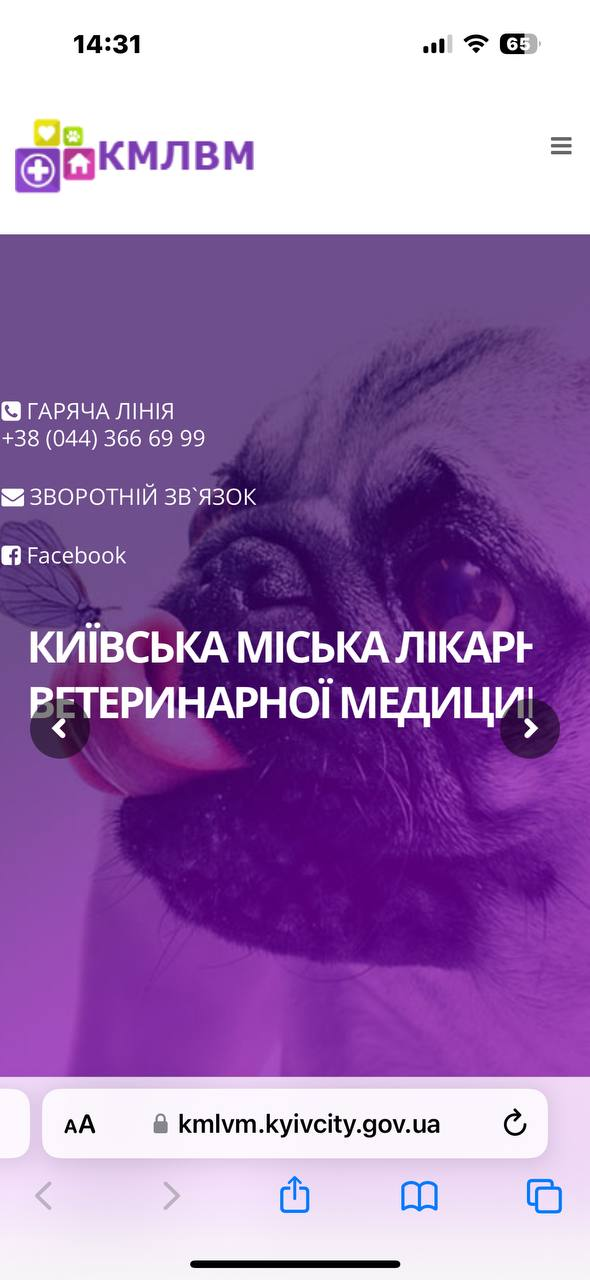 14:31
65
КМЛВМ
ГАРЯЧА ЛІНІЯ
+38 (044) 366 69 99
ЗВОРОТНІЙ ЗВ`ЯЗОК
Facebook
КИЇВСЬКА МІСЬКА
ВЕТЕРИНАРНОЇ
AA
kmlvm.kyivcity.gov.ua